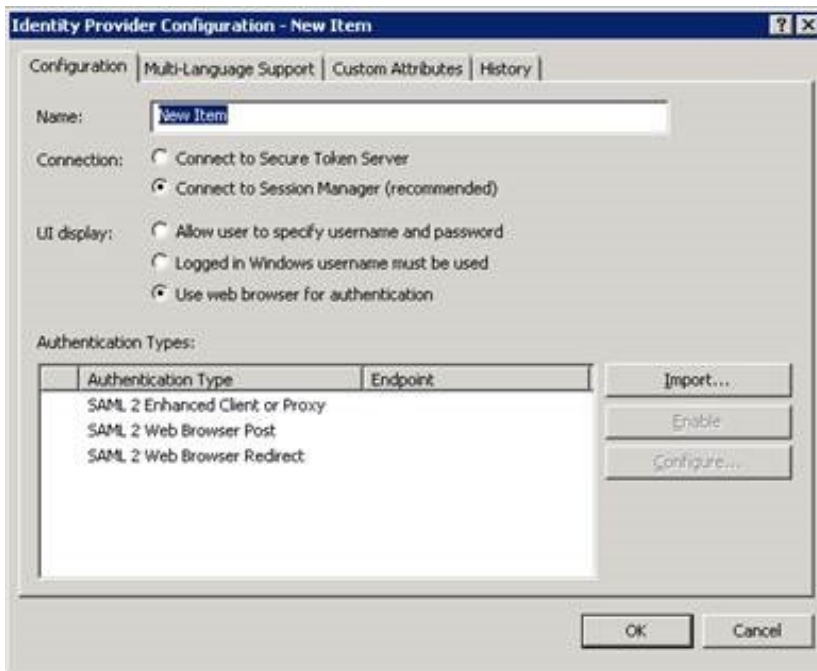 Identity Provider Configuration - New Item
Configuration Multi-Language Support Custom Attributes History
Name: New Item
Connection: Connect to Secure Token Server
Connect to Session Manager (recommended)
UI display: Allow user to specify username and password
Logged in Windows username must be used
Use web browser for authentication
Authentication Types:
Authentication Type Endpoint Import...
SAML 2 Enhanced Client or Proxy
SAML 2 Web Browser Post Enable
SAML 2 Web Browser Redirect Configure...
OK Cancel